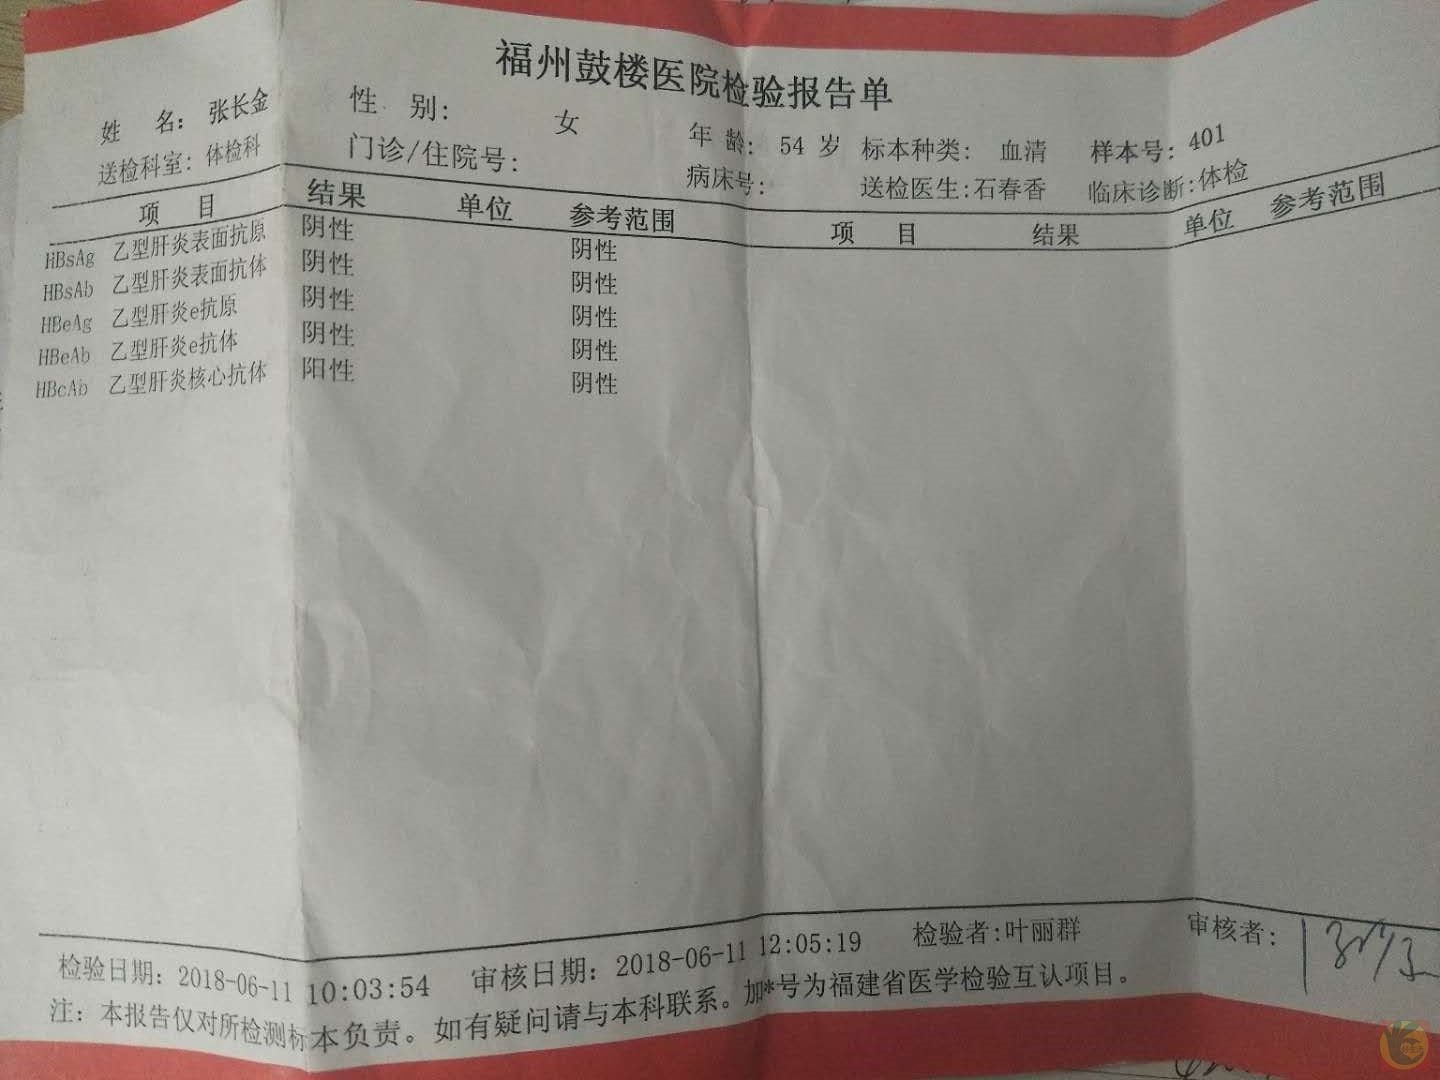 福州鼓楼医院检验报告单
姓 名: 张长金 性 别: 女 年 龄: 54 岁 标本种类: 血清 样本号: 401
送检科室: 体检科 门诊/住院号: 病床号: 送检医生:石春香 临床诊断:体检
项 目 结果 单位 参考范围 项 目 结果 单位 参考范围
HBsAg 乙型肝炎表面抗原 阴性 阴性
HBsAb 乙型肝炎表面抗体 阴性 阴性
HBeAg 乙型肝炎e抗原 阴性 阴性
HBeAb 乙型肝炎e抗体 阴性 阴性
HBcAb 乙型肝炎核心抗体 阳性 阴性
检验日期: 2018-06-11 10:03:54 审核日期: 2018-06-11 12:05:19 检验者:叶丽群 审核者:
注: 本报告仅对所检测标本负责。如有疑问请与本科联系。加*号为福建省医学检验互认项目。